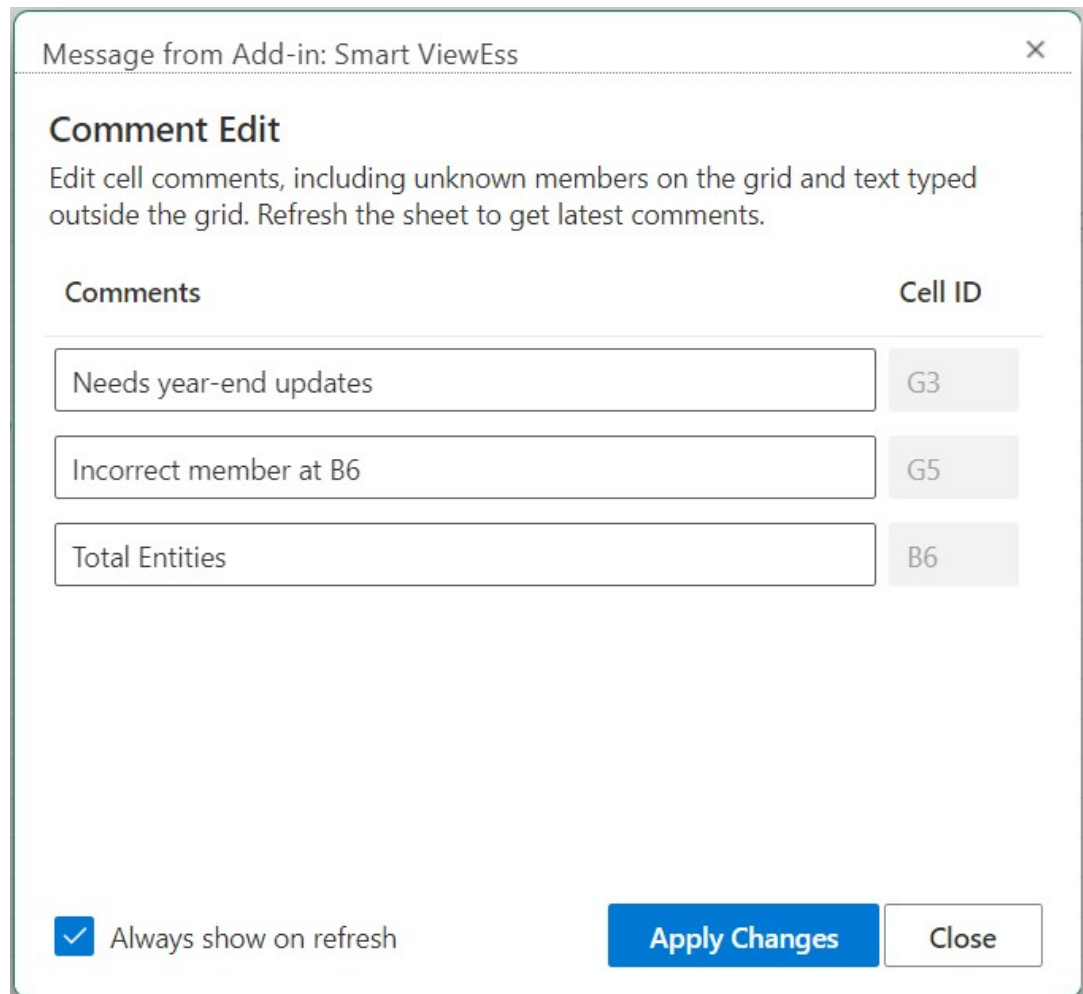 Message from Add-in: Smart ViewEss
Comment Edit
Edit cell comments, including unknown members on the grid and text typed
outside the grid. Refresh the sheet to get latest comments.
Comments Cell ID
Needs year-end updates G3
Incorrect member at B6 G5
Total Entities B6
Always show on refresh Apply Changes Close